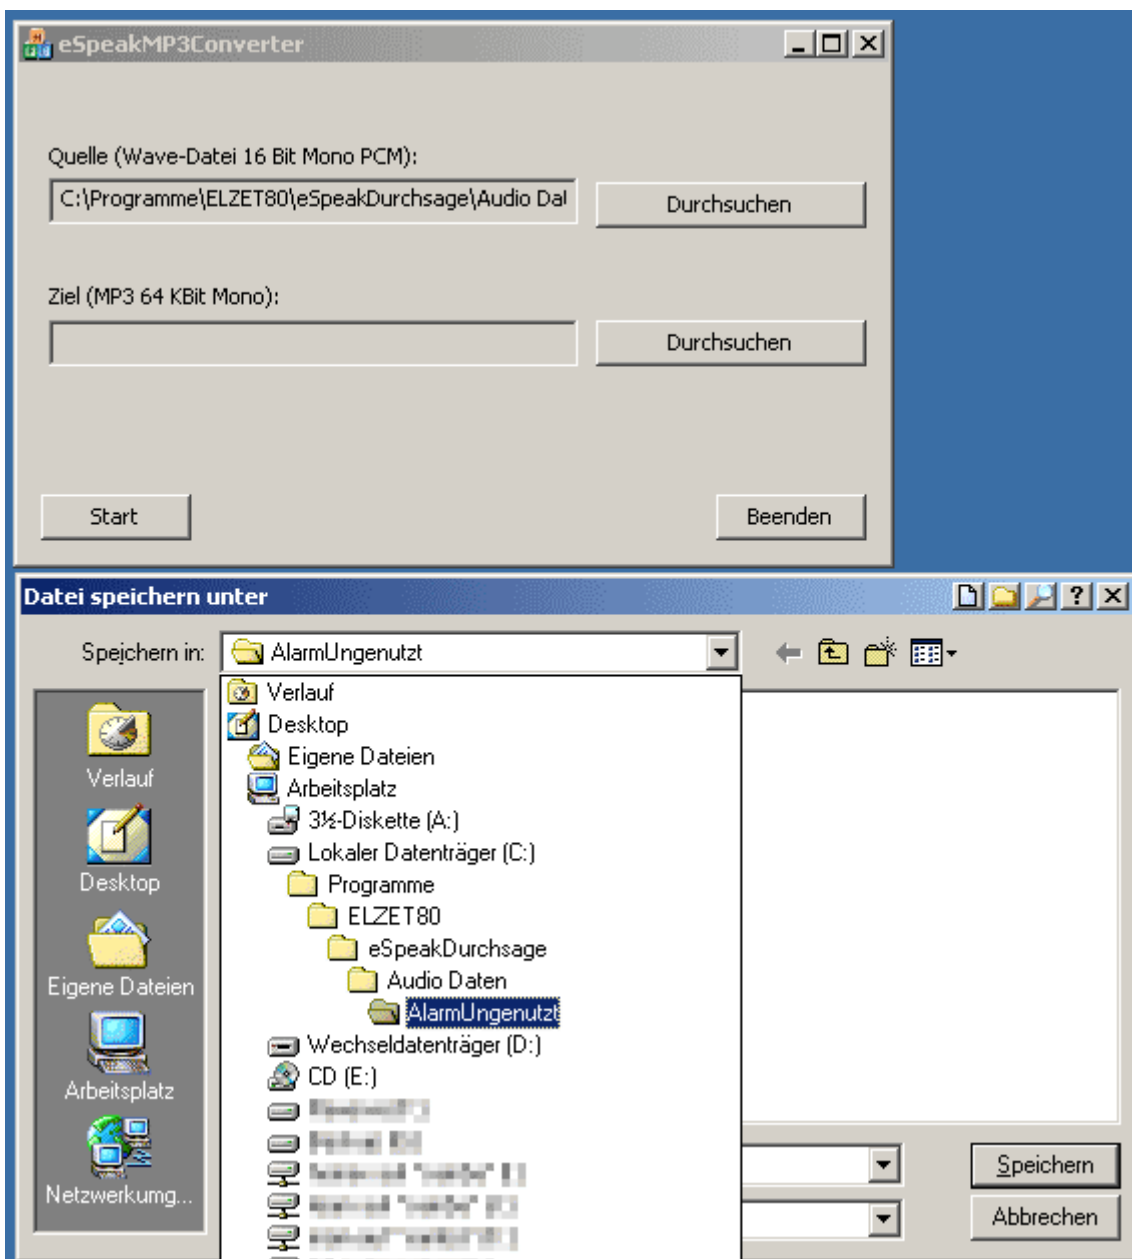 eSpeakMP3Converter
Quelle (Wave-Datei 16 Bit Mono PCM):
C:\Programme\ELZET80\eSpeakDurchsage\Audio Dat
Durchsuchen
Ziel (MP3 64 KBit Mono):
Durchsuchen
Start
Beenden
Datei speichern unter
Speichern in:
AlarmUngenutzt
Verlauf
Desktop
Eigene Dateien
Arbeitsplatz
3½-Diskette (A:)
Lokaler Datenträger (C:)
Programme
ELZET80
eSpeakDurchsage
Audio Daten
AlarmUngenutzt
Wechseldatenträger (D:)
CD (E:)
Verlauf
Desktop
Eigene Dateien
Arbeitsplatz
Netzwerkumg...
Speichern
Abbrechen